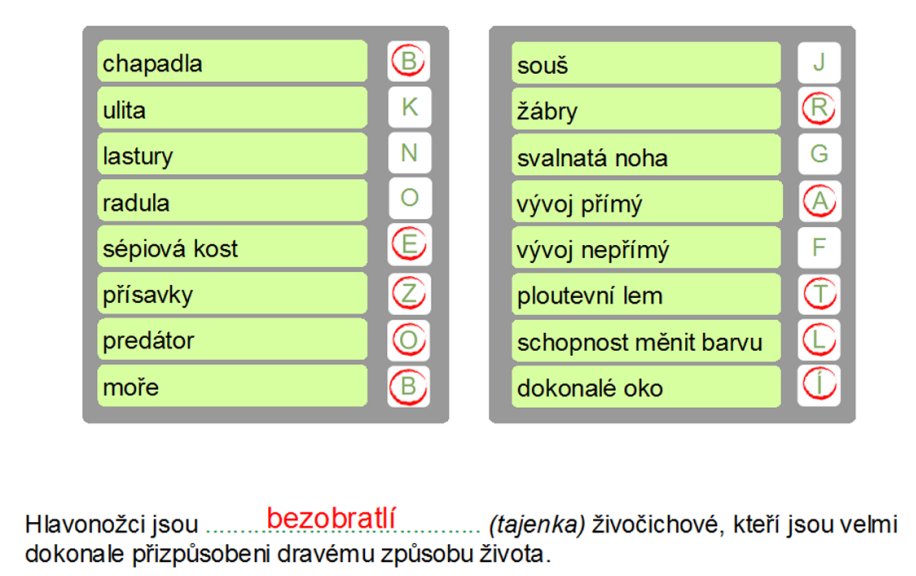 chapadla B
ulita K
lastury N
radula O
sépiová kost E
přísavky Z
predátor O
moře B
souš J
žábry R
svalnatá noha G
vývoj přímý A
vývoj nepřímý F
ploutevní lem T
schopnost měnit barvu L
dokonalé oko Í
Hlavonožci jsou ........bezobratlí........ (tajenka) živočichové, kteří jsou velmi
dokonale přizpůsobeni dravému způsobu života.